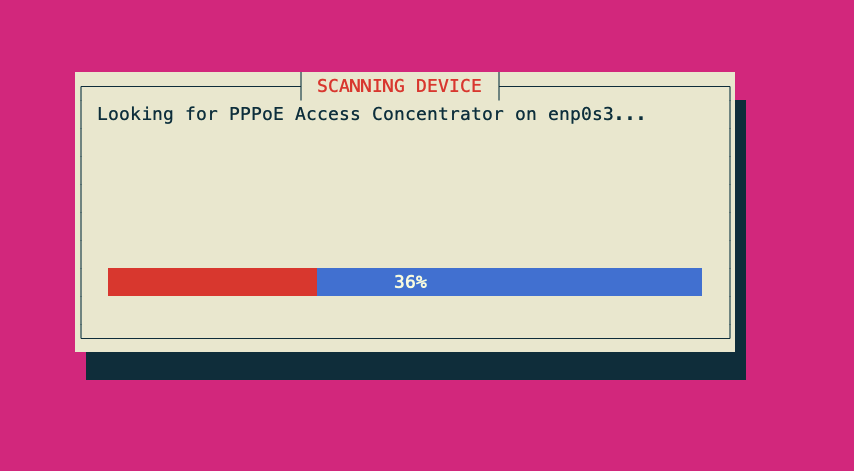 SCANNING DEVICE
Looking for PPPoE Access Concentrator on enp0s3...
36%